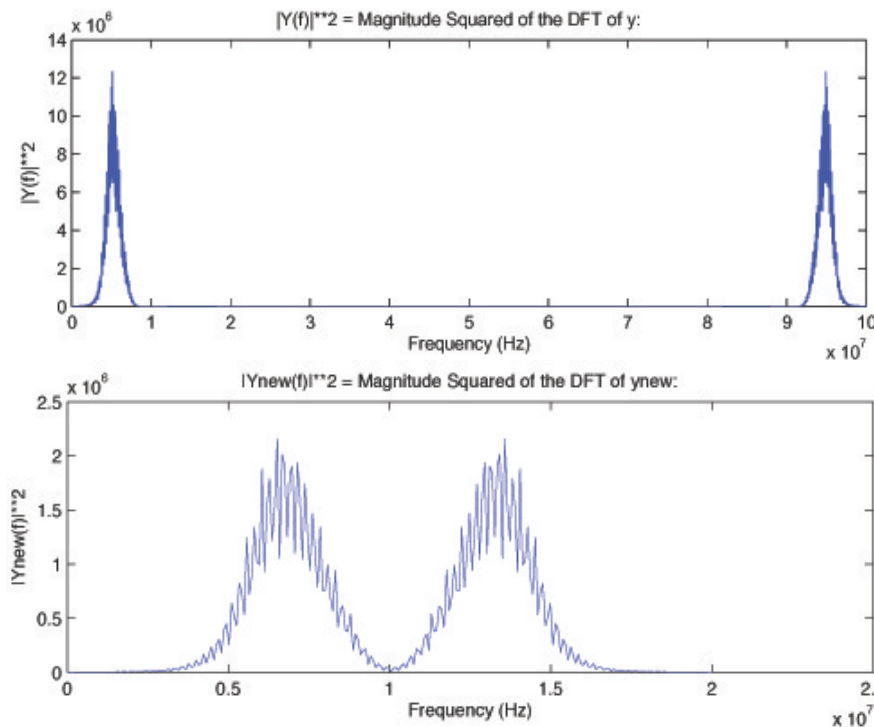 |Y(f)|**2 = Magnitude Squared of the DFT of y:
x 10^6
14
12
10
8
6
4
2
0
|Y(f)|**2
0 1 2 3 4 5 6 7 8 9 10
Frequency (Hz)
x 10^7
|Ynew(f)|**2 = Magnitude Squared of the DFT of ynew:
x 10^6
2.5
2
1.5
1
0.5
0
|Ynew(f)|**2
0 0.5 1 1.5 2 2.
Frequency (Hz)
x 10^7